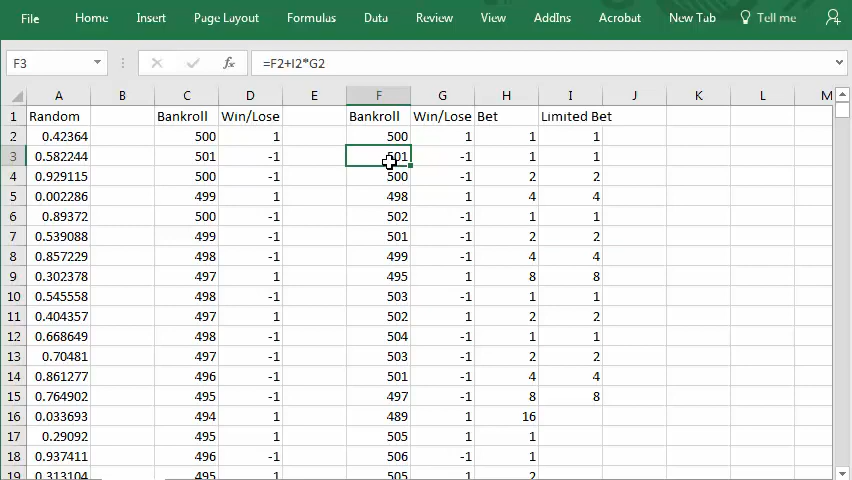 File Home Insert Page Layout Formulas Data Review View AddIns Acrobat New Tab Tell me
F3 fx =F2+I2*G2
A B C D E F G H I J K L M
1 Random Bankroll Win/Lose Bankroll Win/Lose Bet Limited Bet
2 0.42364 500 1 500 1 1 1
3 0.582244 501 -1 501 -1 1 1
4 0.929115 500 -1 500 -1 2 2
5 0.002286 499 1 498 1 4 4
6 0.89372 500 -1 502 -1 1 1
7 0.539088 499 -1 501 -1 2 2
8 0.857229 498 -1 499 -1 4 4
9 0.302378 497 1 495 1 8 8
10 0.545558 498 -1 503 -1 1 1
11 0.404357 497 1 502 1 2 2
12 0.668649 498 -1 504 -1 1 1
13 0.70481 497 -1 503 -1 2 2
14 0.861277 496 -1 501 -1 4 4
15 0.764902 495 -1 497 -1 8 8
16 0.033693 494 1 489 1 16
17 0.29092 495 1 505 1 1
18 0.937411 496 -1 506 -1 1
19 0.313104 495 1 505 1 2